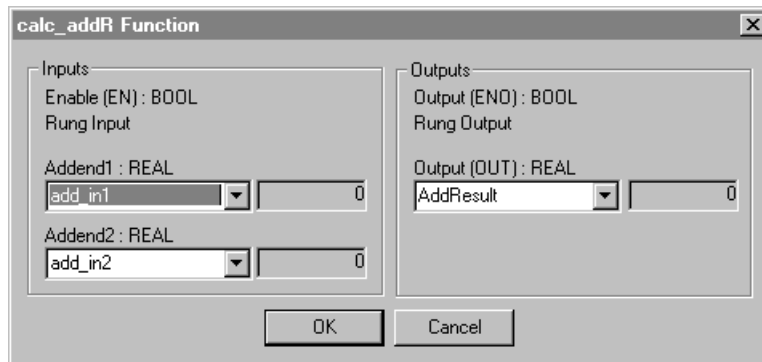 calc_addR Function
Inputs
Enable (EN) : BOOL
Rung Input
Addend1 : REAL
add_in1 0
Addend2 : REAL
add_in2 0
Outputs
Output (ENO) : BOOL
Rung Output
Output (OUT) : REAL
AddResult 0
OK Cancel